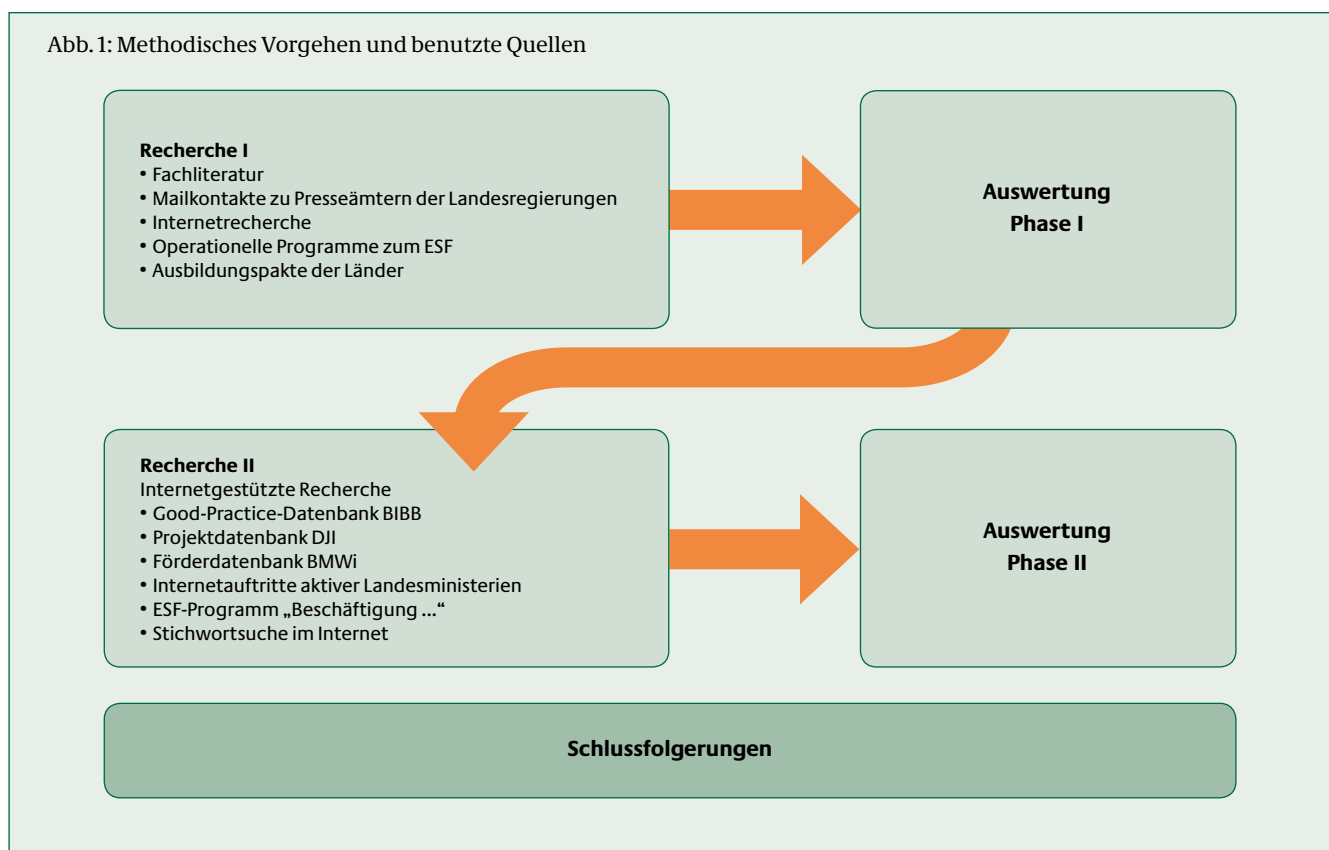 Abb. 1: Methodisches Vorgehen und benutzte Quellen
Recherche I
• Fachliteratur
• Mailkontakte zu Presseämtern der Landesregierungen
• Internetrecherche
• Operationelle Programme zum ESF
• Ausbildungspakte der Länder
Auswertung
Phase I
Recherche II
Internetgestützte Recherche
• Good-Practice-Datenbank BIBB
• Projektdatenbank DJI
• Förderdatenbank BMWi
• Internetauftritte aktiver Landesministerien
• ESF-Programm „Beschäftigung ...“
• Stichwortsuche im Internet
Auswertung
Phase II
Schlussfolgerungen